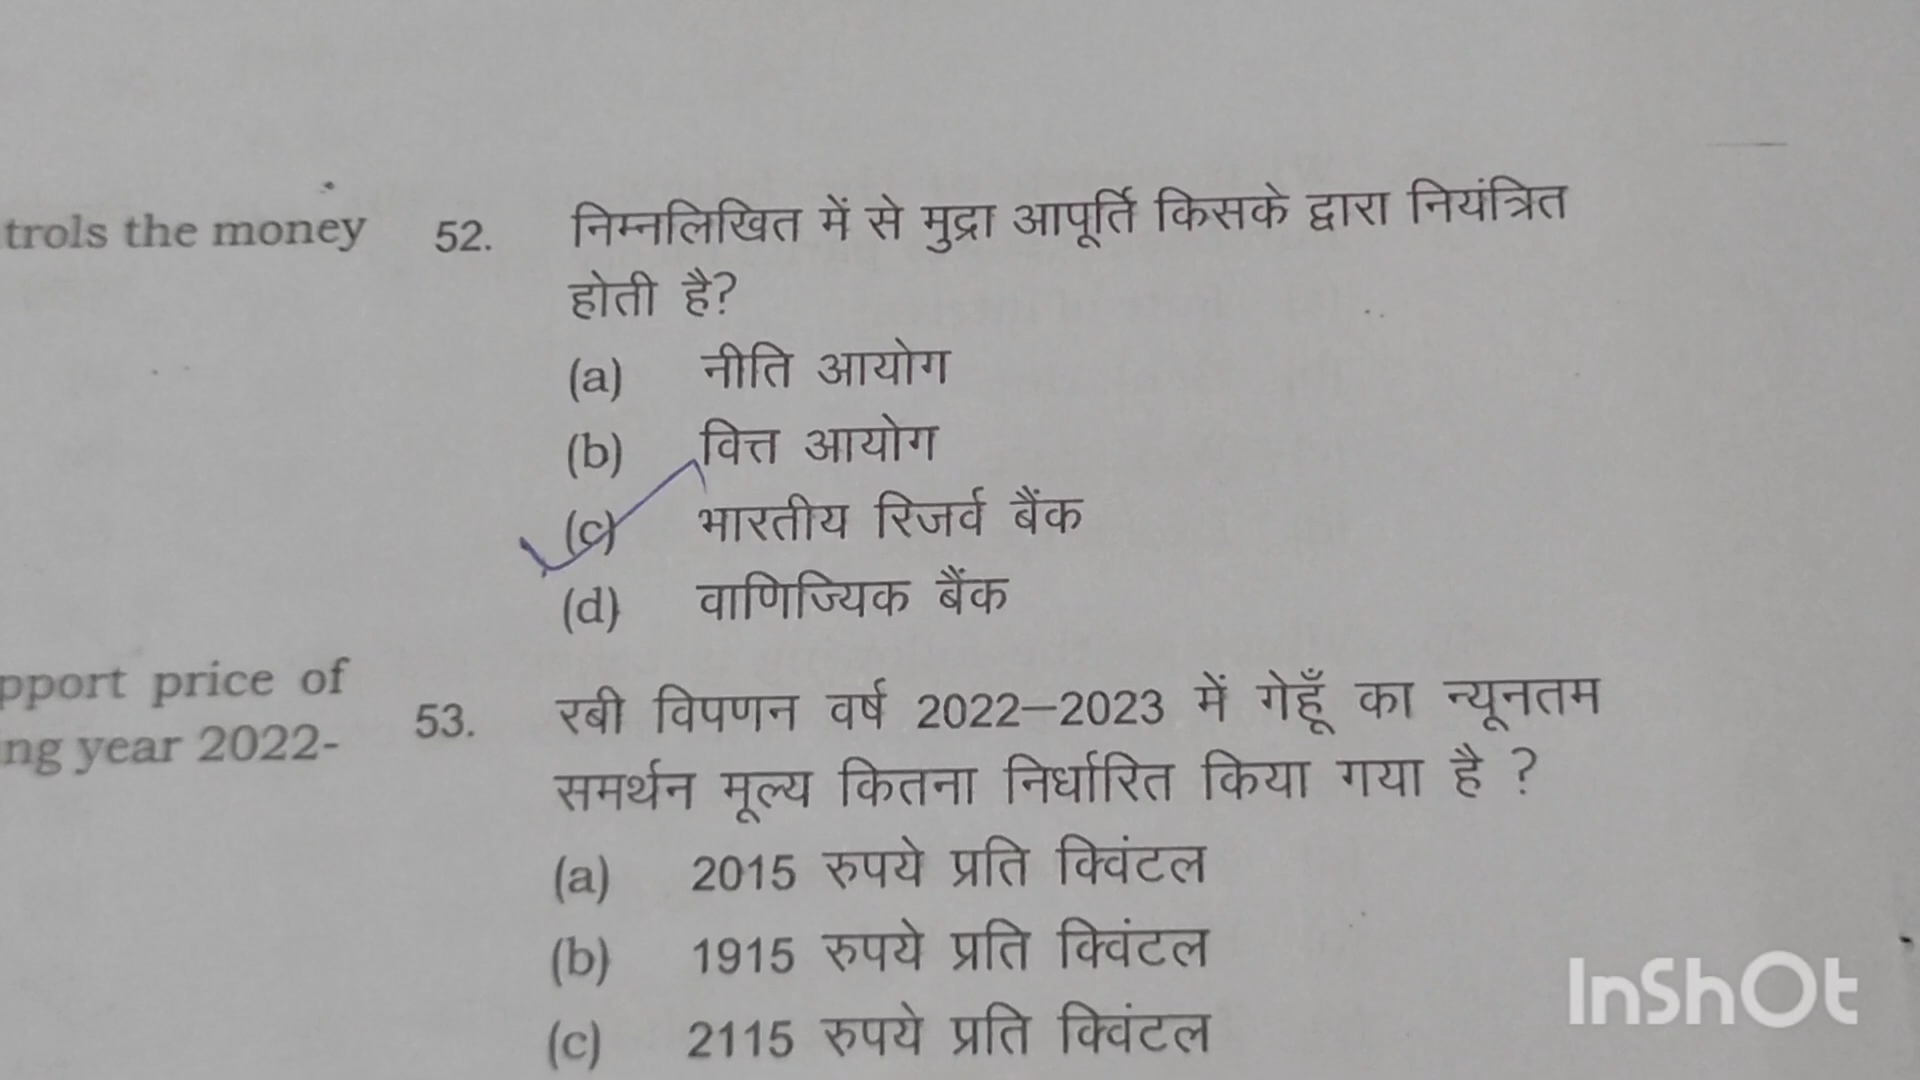 trols the money
52. निम्नलिखित में से मुद्रा आपूर्ति किसके द्वारा नियंत्रित
होती है?
(a) नीति आयोग
(b) वित्त आयोग
(c) भारतीय रिजर्व बैंक
(d) वाणिज्यिक बैंक
pport price of
ng year 2022-
53. रबी विपणन वर्ष 2022–2023 में गेहूँ का न्यूनतम
समर्थन मूल्य कितना निर्धारित किया गया है ?
(a) 2015 रुपये प्रति क्विंटल
(b) 1915 रुपये प्रति क्विंटल
(c) 2115 रुपये प्रति क्विंटल
InShOt